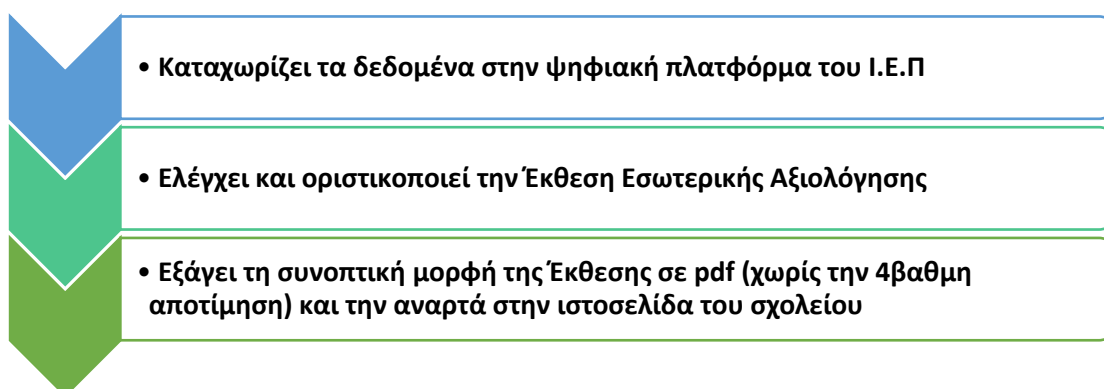 • Καταχωρίζει τα δεδομένα στην ψηφιακή πλατφόρμα του Ι.Ε.Π
• Ελέγχει και οριστικοποιεί την Έκθεση Εσωτερικής Αξιολόγησης
• Εξάγει τη συνοπτική μορφή της Έκθεσης σε pdf (χωρίς την 4βαθμη
αποτίμηση) και την αναρτά στην ιστοσελίδα του σχολείου